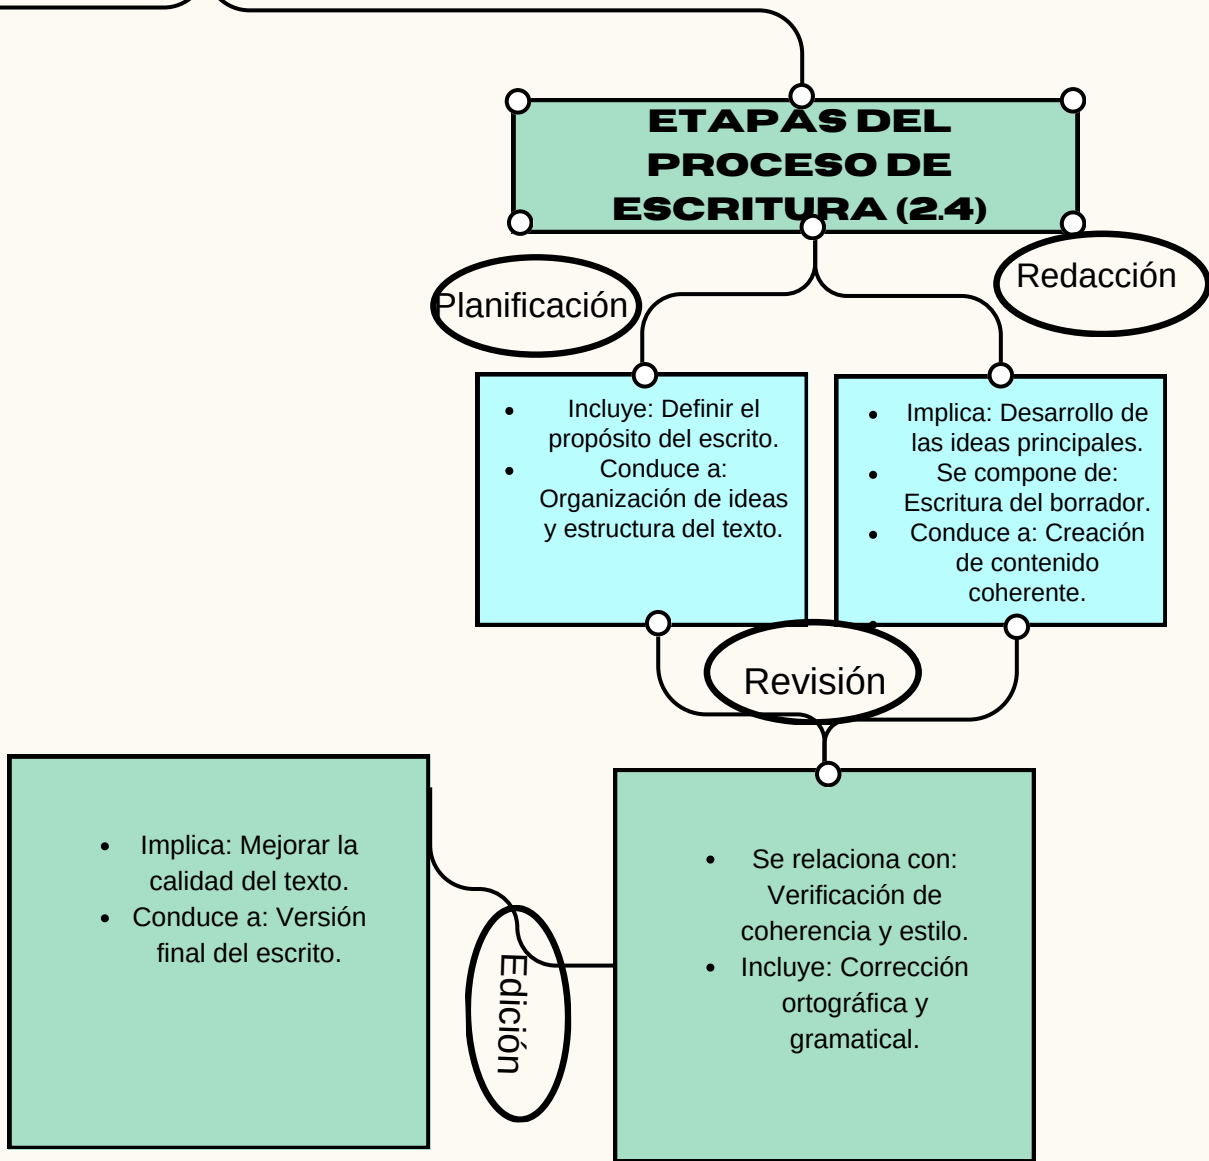 ETAPAS DEL
PROCESO DE
ESCRITURA (2.4)
Planificación
Redacción
• Incluye: Definir el
propósito del escrito.
• Conduce a:
Organización de ideas
y estructura del texto.
• Implica: Desarrollo de
las ideas principales.
• Se compone de:
Escritura del borrador.
• Conduce a: Creación
de contenido
coherente.
•
Revisión
• Se relaciona con:
Verificación de
coherencia y estilo.
• Incluye: Corrección
ortográfica y
gramatical.
Edición
• Implica: Mejorar la
calidad del texto.
• Conduce a: Versión
final del escrito.